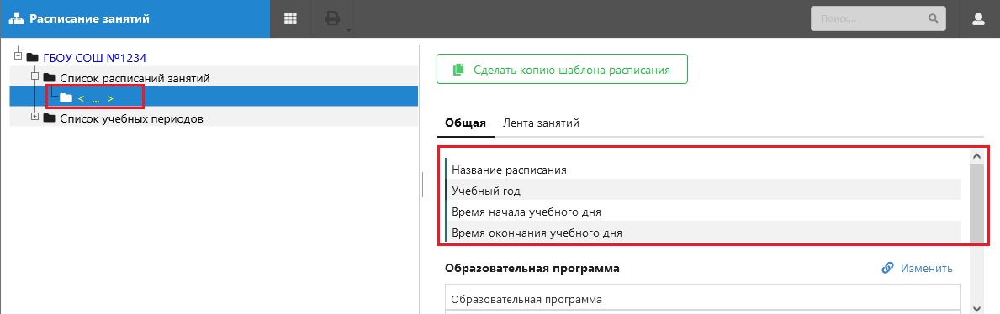 Расписание занятий
Поиск...
ГБОУ СОШ №1234
Список расписаний занятий
< ... >
Список учебных периодов
Сделать копию шаблона расписания
Общая Лента занятий
Название расписания
Учебный год
Время начала учебного дня
Время окончания учебного дня
Образовательная программа Изменить
Образовательная программа